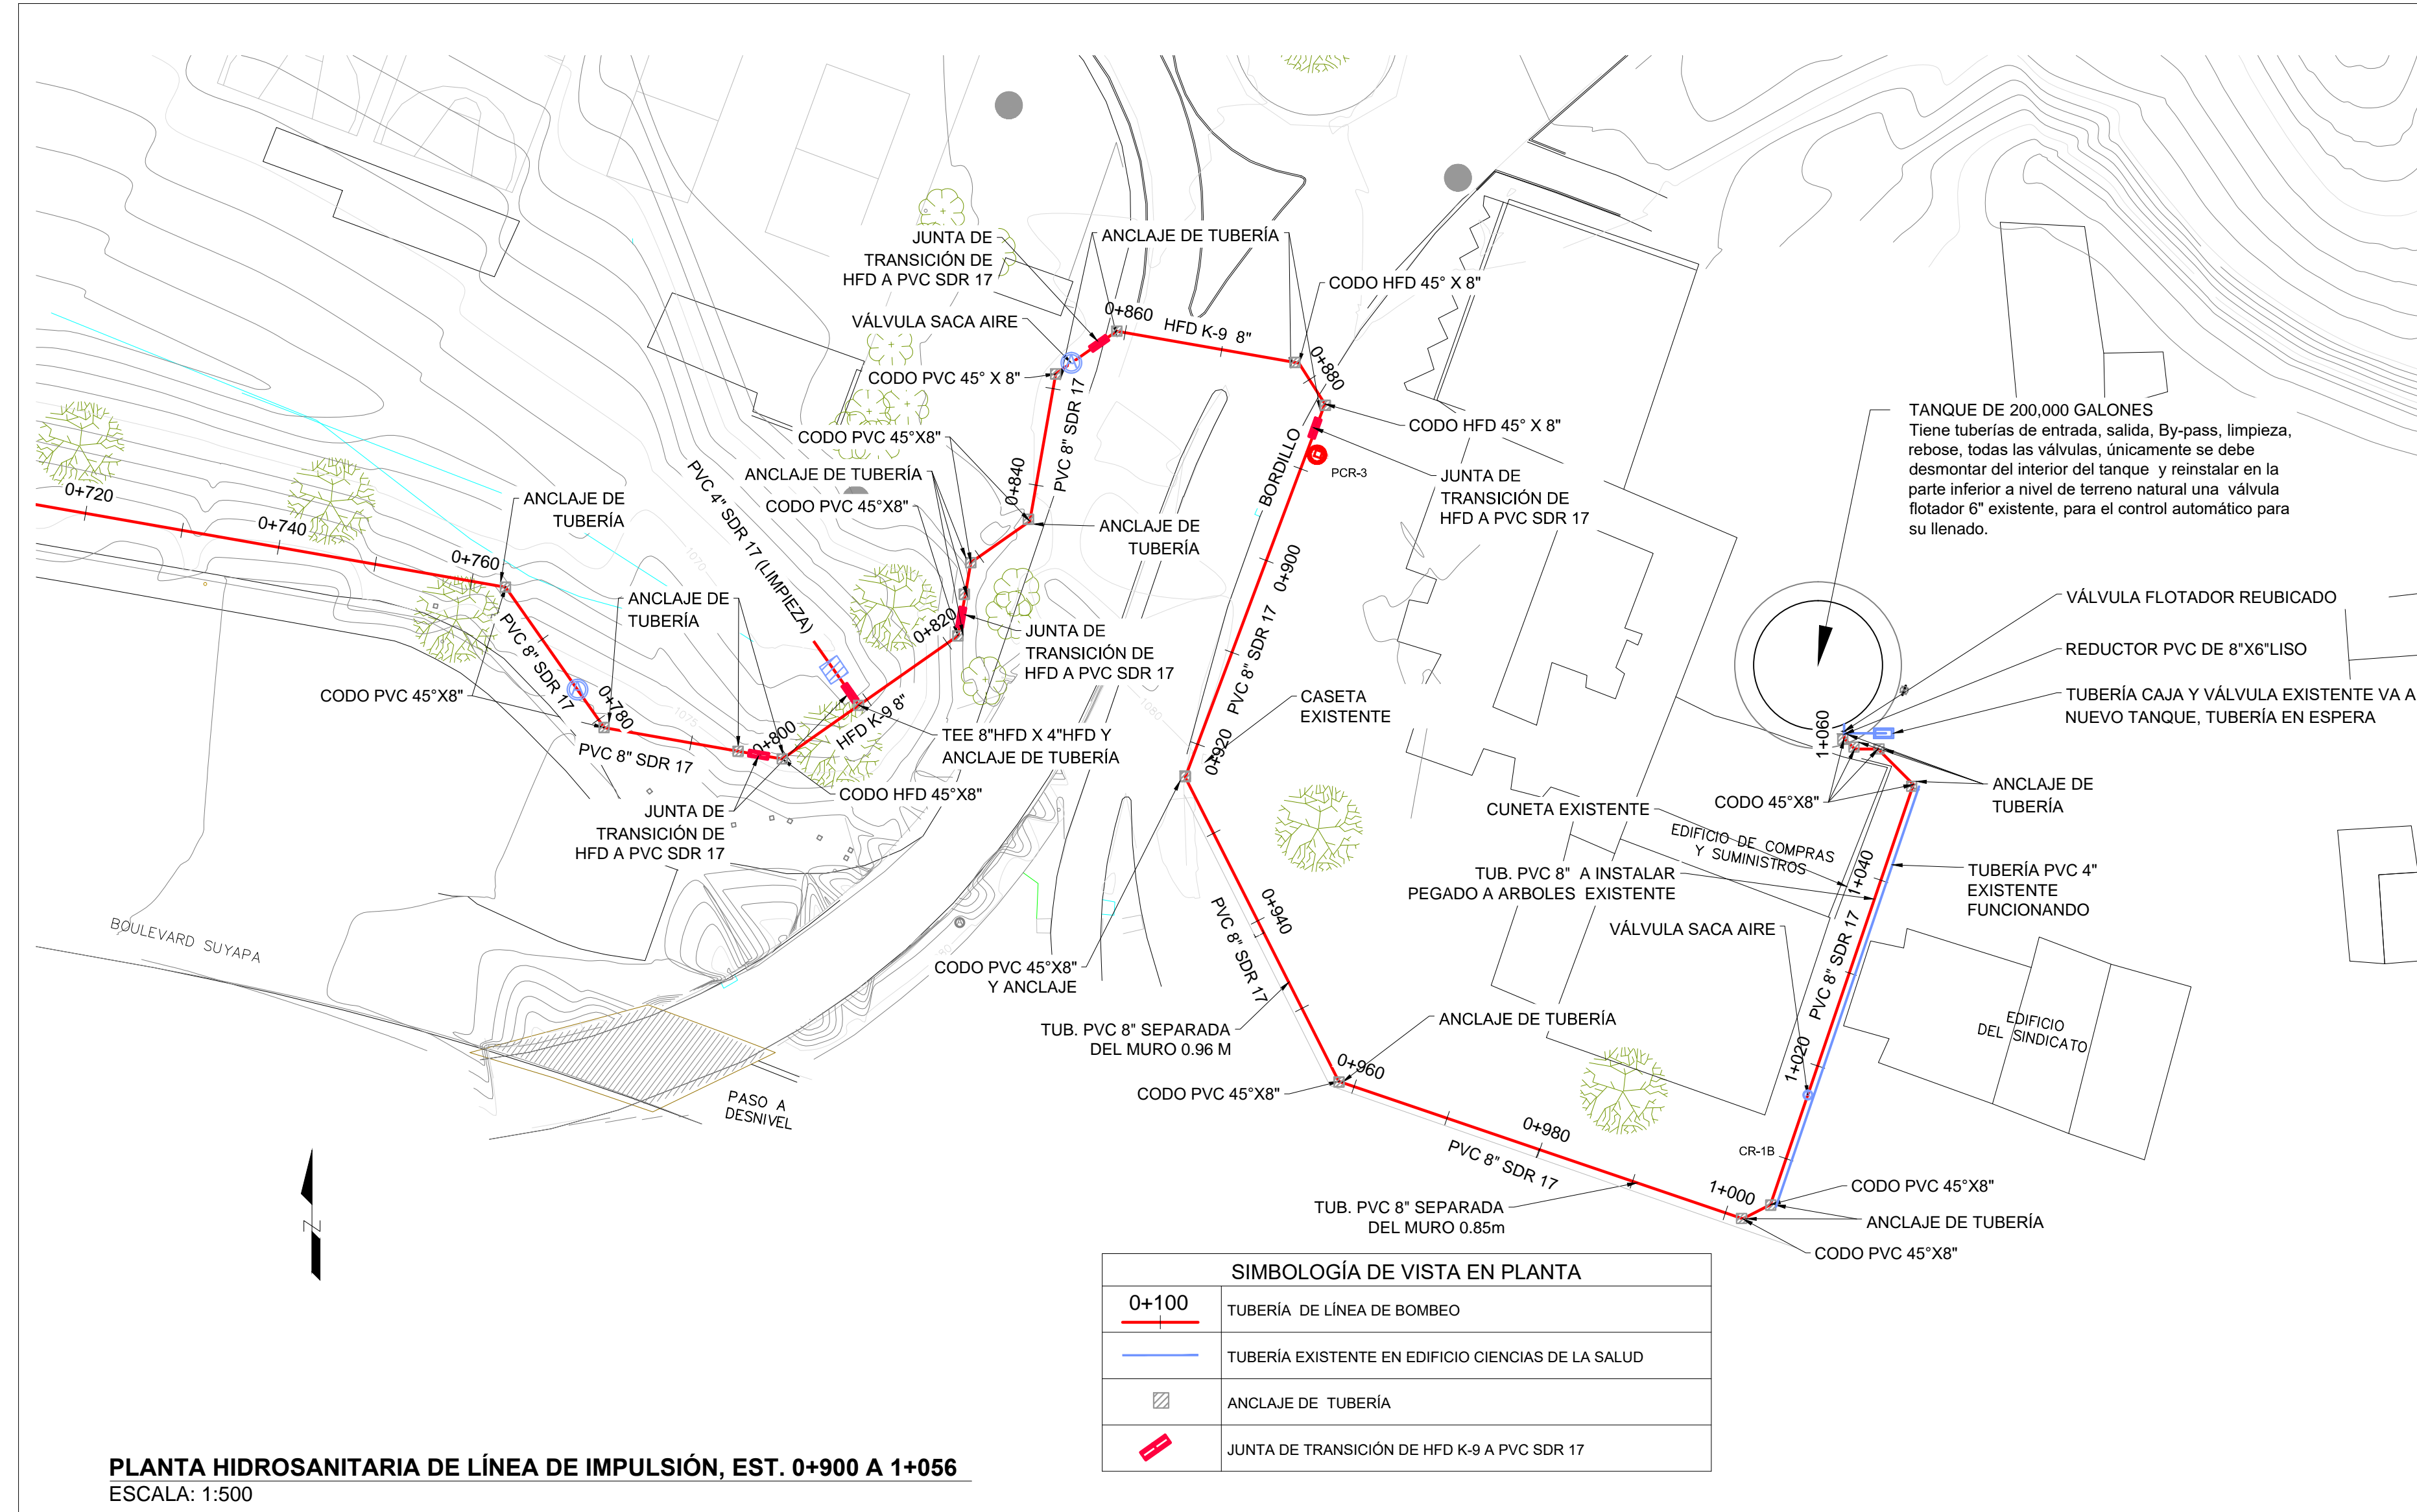 JUNTA DE
TRANSICIÓN DE
HFD A PVC SDR 17
ANCLAJE DE TUBERÍA
CODO HFD 45° X 8"
0+860
HFD K-9 8"
VÁLVULA SACA AIRE
CODO PVC 45° X 8"
0+880
PVC 8" SDR 17
CODO HFD 45° X 8"
BORDILLO
PCR-3
JUNTA DE
TRANSICIÓN DE
HFD A PVC SDR 17
TANQUE DE 200,000 GALONES
Tiene tuberías de entrada, salida, By-pass, limpieza,
rebose, todas las válvulas, únicamente se debe
desmontar del interior del tanque y reinstalar en la
parte inferior a nivel de terreno natural una válvula
flotador 6" existente, para el control automático para
su llenado.
CODO PVC 45°X8"
ANCLAJE DE TUBERÍA
CODO PVC 45°X8"
0+840
ANCLAJE DE
TUBERÍA
PVC 4" SDR 17 (LIMPIEZA)
0+720
0+740
0+760
ANCLAJE DE
TUBERÍA
1070
ANCLAJE DE
TUBERÍA
0+820
JUNTA DE
TRANSICIÓN DE
HFD A PVC SDR 17
0+900
PVC 8" SDR 17
VÁLVULA FLOTADOR REUBICADO
REDUCTOR PVC DE 8"X6"LISO
TUBERÍA CAJA Y VÁLVULA EXISTENTE VA A
NUEVO TANQUE, TUBERÍA EN ESPERA
CODO PVC 45°X8"
PVC 8" SDR 17
0+780
1075
0+800
HFD K-9 8"
PVC 8" SDR 17
TEE 8"HFD X 4"HFD Y
ANCLAJE DE TUBERÍA
CODO HFD 45°X8"
JUNTA DE
TRANSICIÓN DE
HFD A PVC SDR 17
1080
CASETA
EXISTENTE
0+920
1+060
ANCLAJE DE
TUBERÍA
CODO 45°X8"
CUNETA EXISTENTE
EDIFICIO DE COMPRAS
Y SUMINISTROS
1+040
TUB. PVC 8" A INSTALAR
PEGADO A ARBOLES EXISTENTE
TUBERÍA PVC 4"
EXISTENTE
FUNCIONANDO
VÁLVULA SACA AIRE
PVC 8" SDR 17
0+940
PVC 8" SDR 17
BOULEVARD SUYAPA
CODO PVC 45°X8"
Y ANCLAJE
TUB. PVC 8" SEPARADA
DEL MURO 0.96 M
ANCLAJE DE TUBERÍA
EDIFICIO
DEL SINDICATO
1+020
0+960
CODO PVC 45°X8"
PASO A
DESNIVEL
0+980
PVC 8" SDR 17
CR-1B
1+000
CODO PVC 45°X8"
ANCLAJE DE TUBERÍA
TUB. PVC 8" SEPARADA
DEL MURO 0.85m
CODO PVC 45°X8"
N
SIMBOLOGÍA DE VISTA EN PLANTA
0+100
TUBERÍA DE LÍNEA DE BOMBEO
TUBERÍA EXISTENTE EN EDIFICIO CIENCIAS DE LA SALUD
ANCLAJE DE TUBERÍA
JUNTA DE TRANSICIÓN DE HFD K-9 A PVC SDR 17
PLANTA HIDROSANITARIA DE LÍNEA DE IMPULSIÓN, EST. 0+900 A 1+056
ESCALA: 1:500